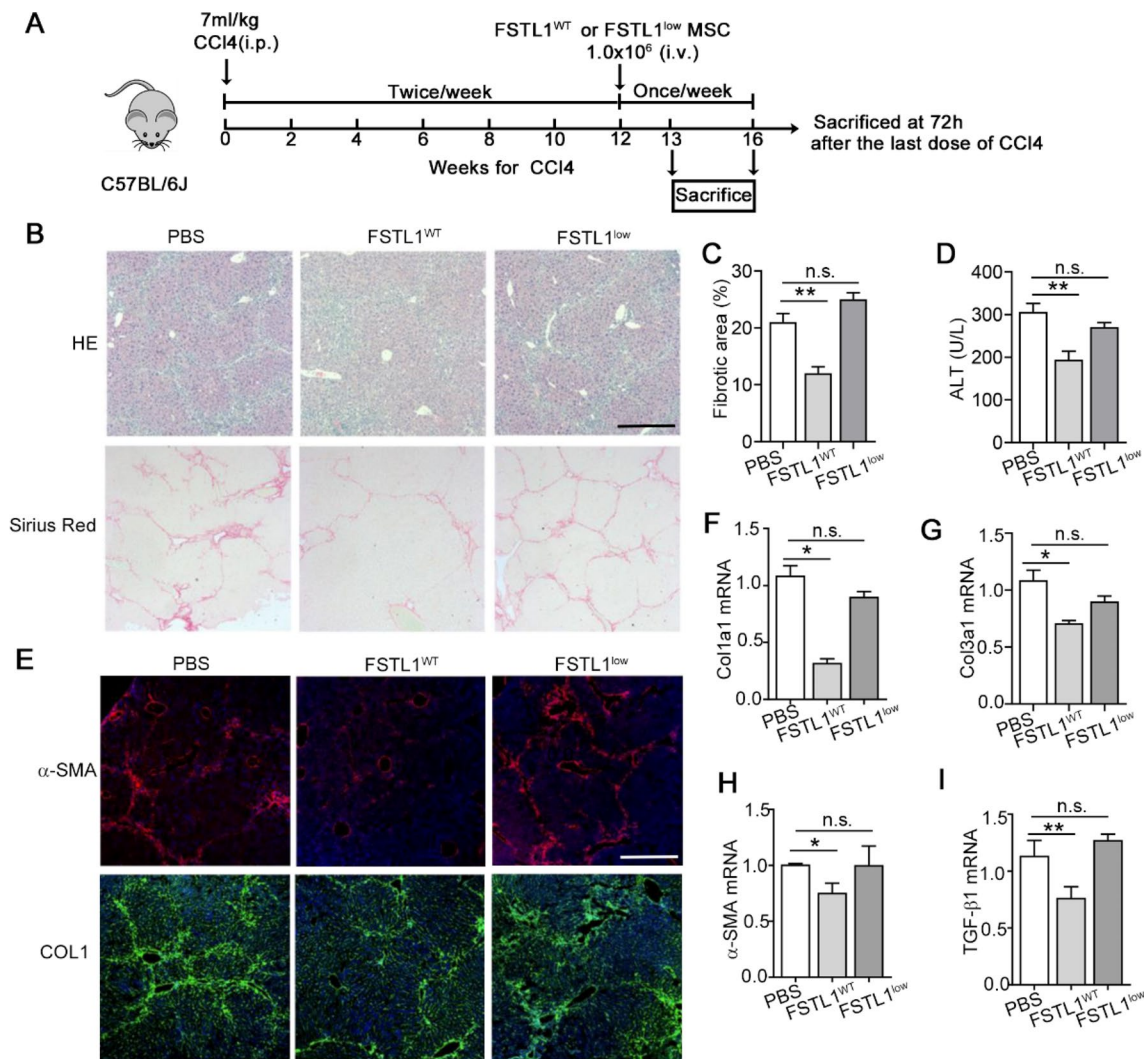 A
7ml/kg
CCl4(i.p.)
FSTL1WT or FSTL1low MSC
1.0x10⁶ (i.v.)
Twice/week
Once/week
0 2 4 6 8 10 12 13 16
Weeks for CCl4
Sacrificed at 72h
after the last dose of CCl4
C57BL/6J
Sacrifice
B
PBS FSTL1WT FSTL1low
HE
Sirius Red
C
n.s.
**
Fibrotic area (%)
30
20
10
0
PBS FSTL1WT FSTL1low
D
n.s.
**
ALT (U/L)
400
300
200
100
0
PBS FSTL1WT FSTL1low
E
PBS FSTL1WT FSTL1low
α-SMA
COL1
F
n.s.
*
Col1a1 mRNA
1.5
1.0
0.5
0.0
PBS FSTL1WT FSTL1low
G
n.s.
*
Col3a1 mRNA
1.5
1.0
0.5
0.0
PBS FSTL1WT FSTL1low
H
n.s.
*
α-SMA mRNA
1.5
1.0
0.5
0.0
PBS FSTL1WT FSTL1low
I
n.s.
**
TGF-β1 mRNA
1.5
1.0
0.5
0.0
PBS FSTL1WT FSTL1low